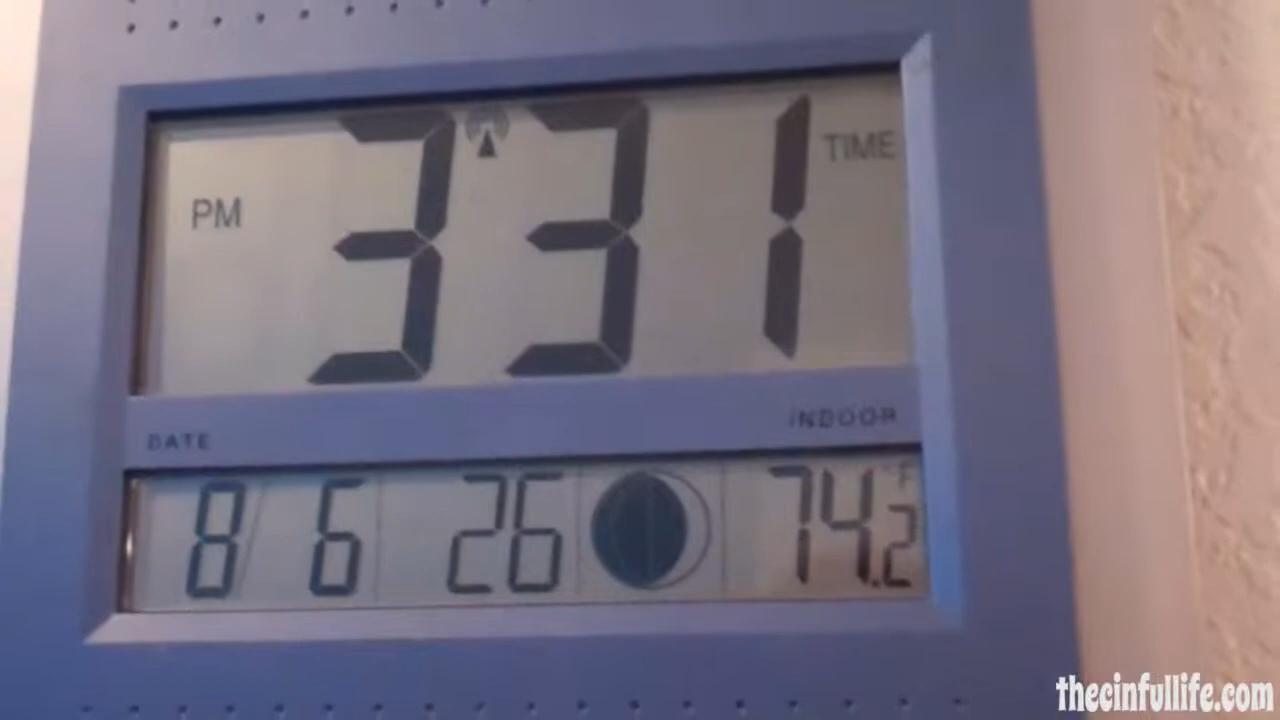 PM 3 31 TIME
DATE INDOOR
8/ 6 26 74.2 °F
thecinfullife.com